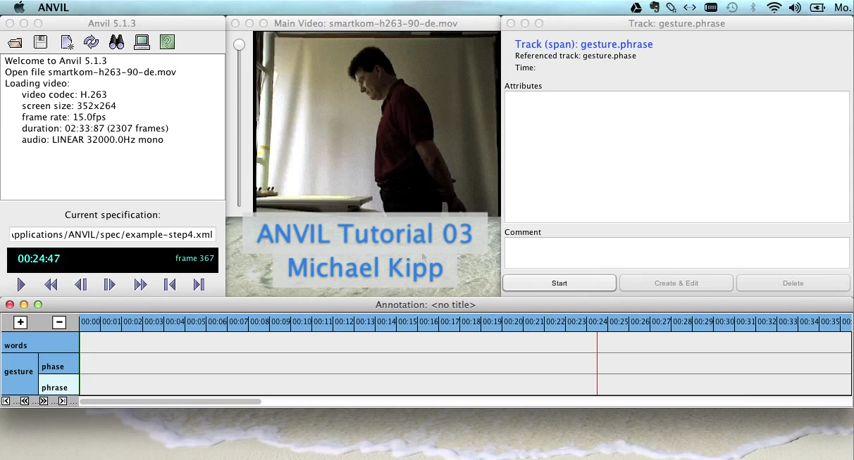 ANVIL
Mo.
Anvil 5.1.3
Main Video: smartkom-h263-90-de.mov
Track: gesture.phrase
Welcome to Anvil 5.1.3
Open file smartkom-h263-90-de.mov
Loading video:
video codec: H.263
screen size: 352x264
frame rate: 15.0fps
duration: 02:33:87 (2307 frames)
audio: LINEAR 32000.0Hz mono
Current specification:
\pplications/ANVIL/spec/example-step4.xml
00:24:47
frame 367
ANVIL Tutorial 03
Michael Kipp
Track (span): gesture.phrase
Referenced track: gesture.phase
Time:
Attributes
Comment
Start
Create & Edit
Delete
Annotation: <no title>
+
−
00:00 00:01 00:02 00:03 00:04 00:05 00:06 00:07 00:08 00:09 00:10 00:11 00:12 00:13 00:14 00:15 00:16 00:17 00:18 00:19 00:20 00:21 00:22 00:23 00:24 00:25 00:26 00:27 00:28 00:29 00:30 00:31 00:32 00:33 00:34 00:35 00:
words
gesture
phase
phrase